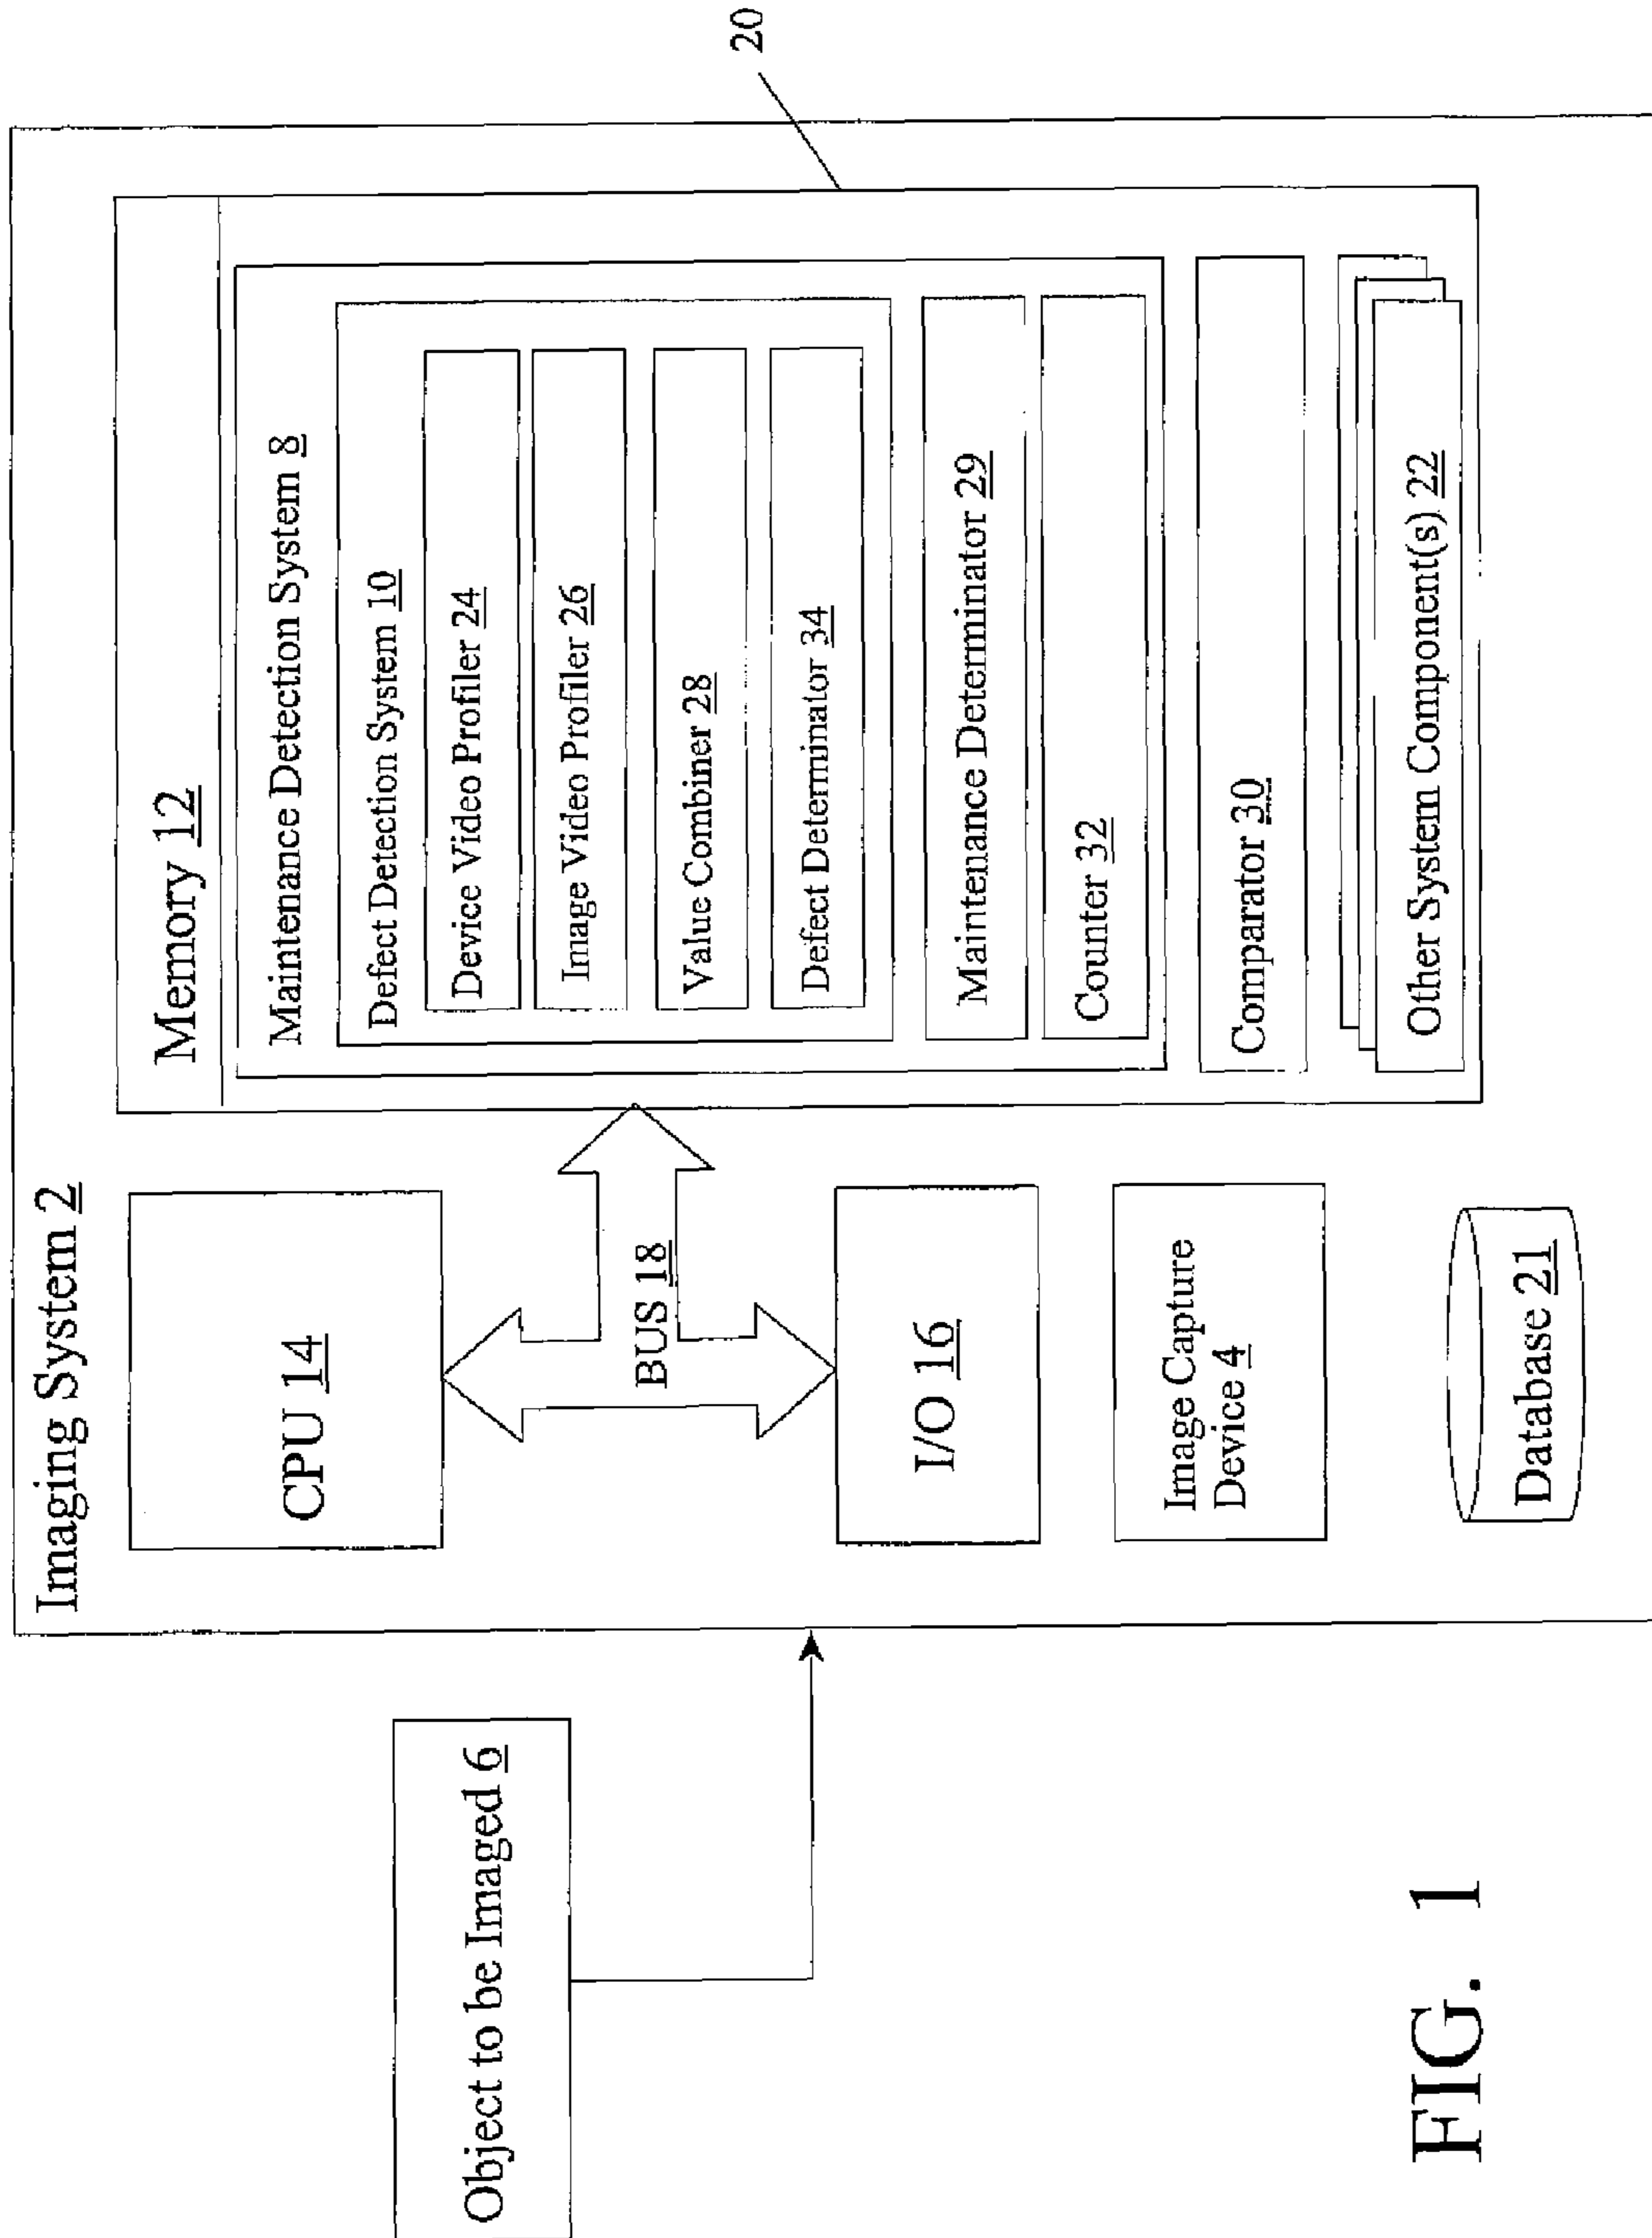 Imaging System 2
Object to be Imaged 6
CPU 14
BUS 18
I/O 16
Image Capture
Device 4
Database 21
Memory 12
Maintenance Detection System 8
Defect Detection System 10
Device Video Profiler 24
Image Video Profiler 26
Value Combiner 28
Defect Determinator 34
Maintenance Determinator 29
Counter 32
Comparator 30
Other System Component(s) 22
20
FIG. 1